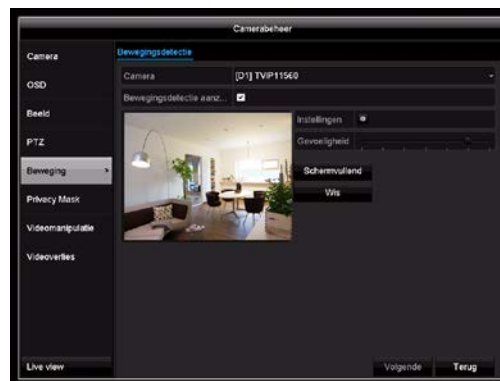 Camerabeheer
Camera
OSD
Beeld
PTZ
Beweging >
Privacy Mask
Videomanipulatie
Videoverlies
Live view
Bewegingsdetectie
Camera [D1] TVIP11560
Bewegingsdetectie aanz...
Instellingen
Gevoeligheid
Schermvullend
Wis
Volgende Terug